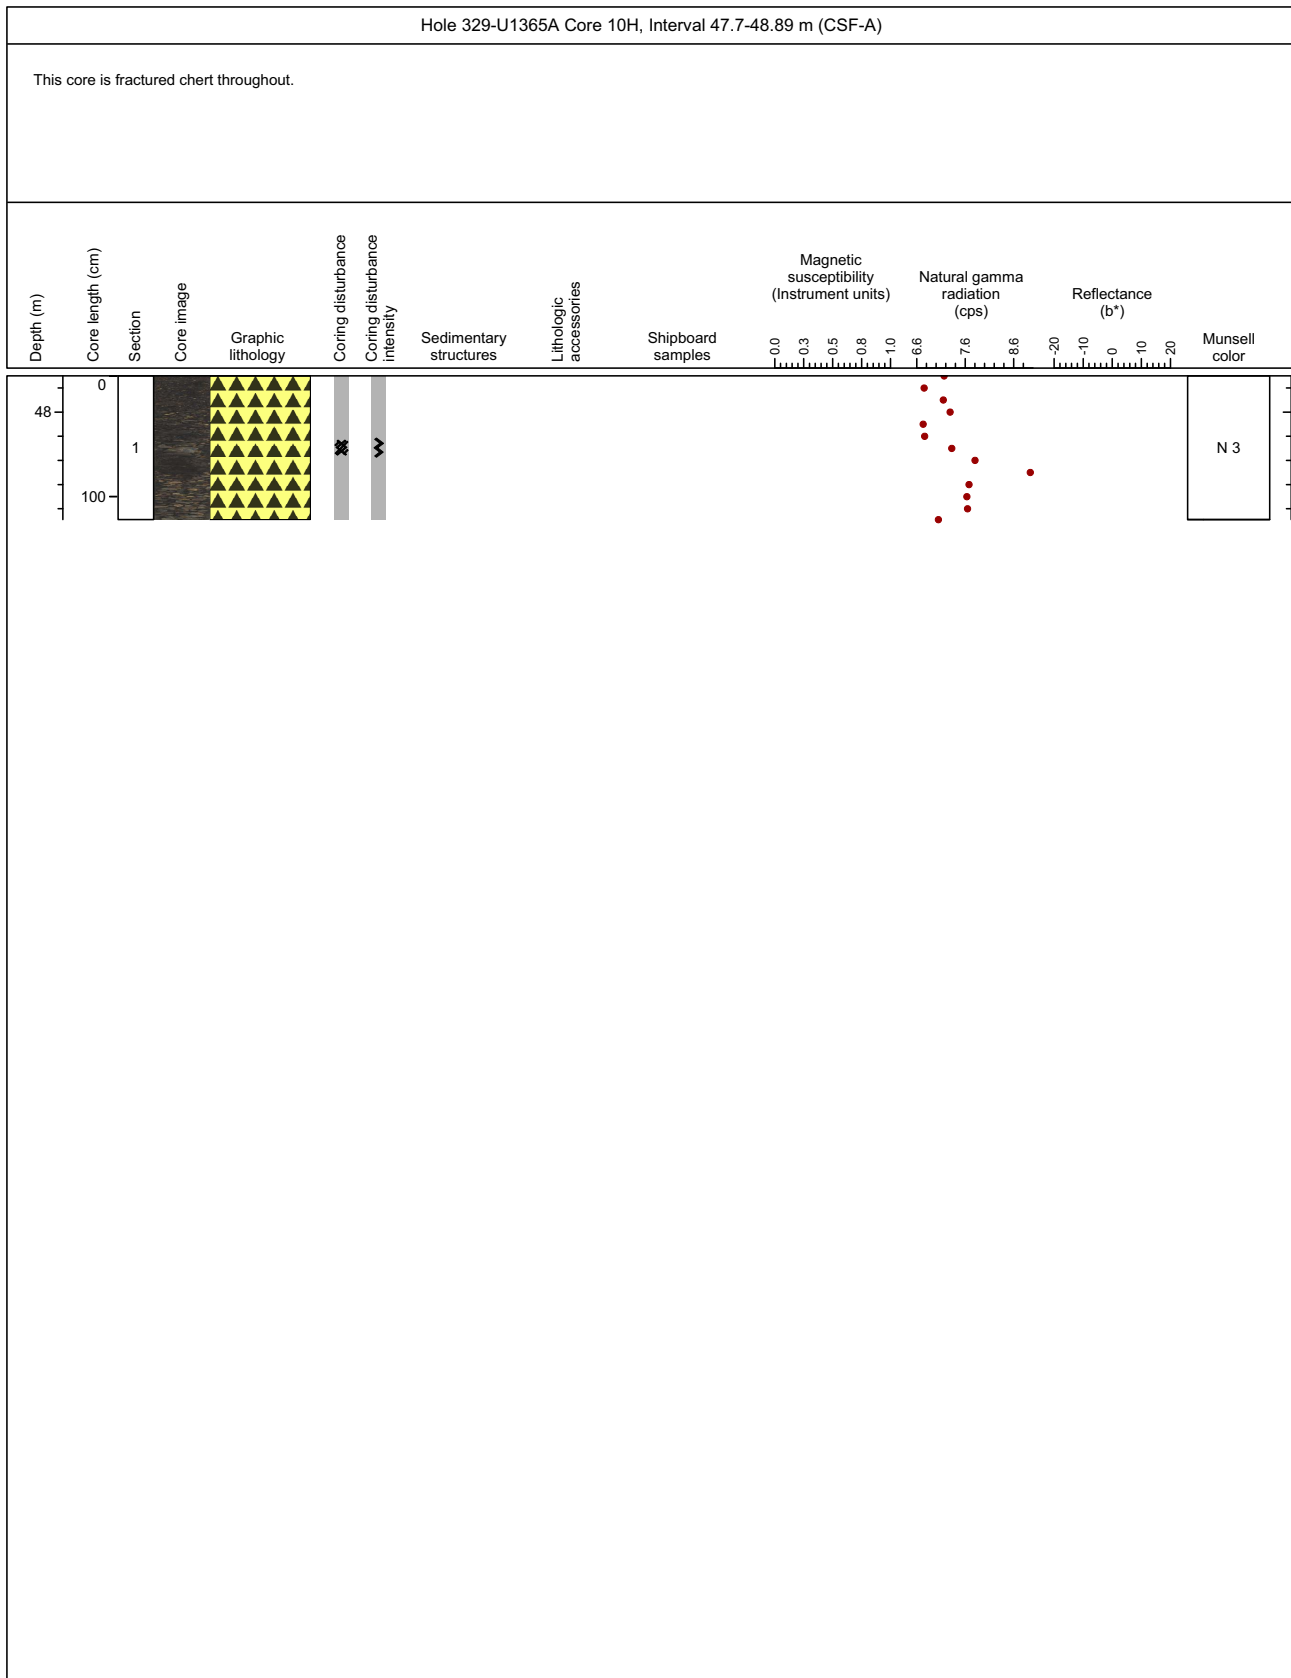 Hole 329-U1365A Core 10H, Interval 47.7-48.89 m (CSF-A)
This core is fractured chert throughout.
Depth (m)
Core length (cm)
Section
Core image
Graphic
lithology
Coring disturbance
Coring disturbance
intensity
Sedimentary
structures
Lithologic
accessories
Shipboard
samples
Magnetic
susceptibility
(Instrument units)
0.0 0.3 0.5 0.8 1.0
Natural gamma
radiation
(cps)
6.6 7.6 8.6
Reflectance
(b*)
-20 -10 0 10 20
Munsell
color
0
48
1
N 3
100